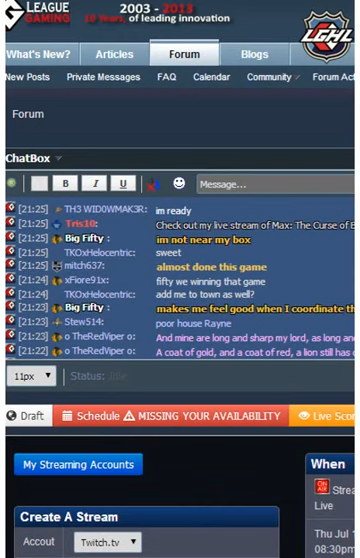 LEAGUE
GAMING
2003 - 2013
10 Years of leading innovation
LGHL
What's New? Articles Forum Blogs
New Posts Private Messages FAQ Calendar Community Forum Act
Forum
ChatBox
B I U Message...
[21:25] TH3 WID0WMAK3R: im ready
[21:25] Tris10: Check out my live stream of Max: The Curse of B
[21:25] Big Fifty : im not near my box
[21:25] TKOxHelocentric: sweet
[21:25] mitch637: almost done this game
[21:24] xFiore91x: fifty we winning that game
[21:24] TKOxHelocentric: add me to town as well?
[21:23] Big Fifty : makes me feel good when I coordinate th
[21:23] Stew514: poor house Rayne
[21:23] o TheRedViper o: And mine are long and sharp my lord, as long an
[21:22] o TheRedViper o: A coat of gold, and a coat of red, a lion still has c
11px Status: Idle
Draft Schedule MISSING YOUR AVAILABILITY Live Scor
My Streaming Accounts
When
ON AIR Strea
Live
Create A Stream
Thu Jul
08:30pm
Accout Twitch.tv